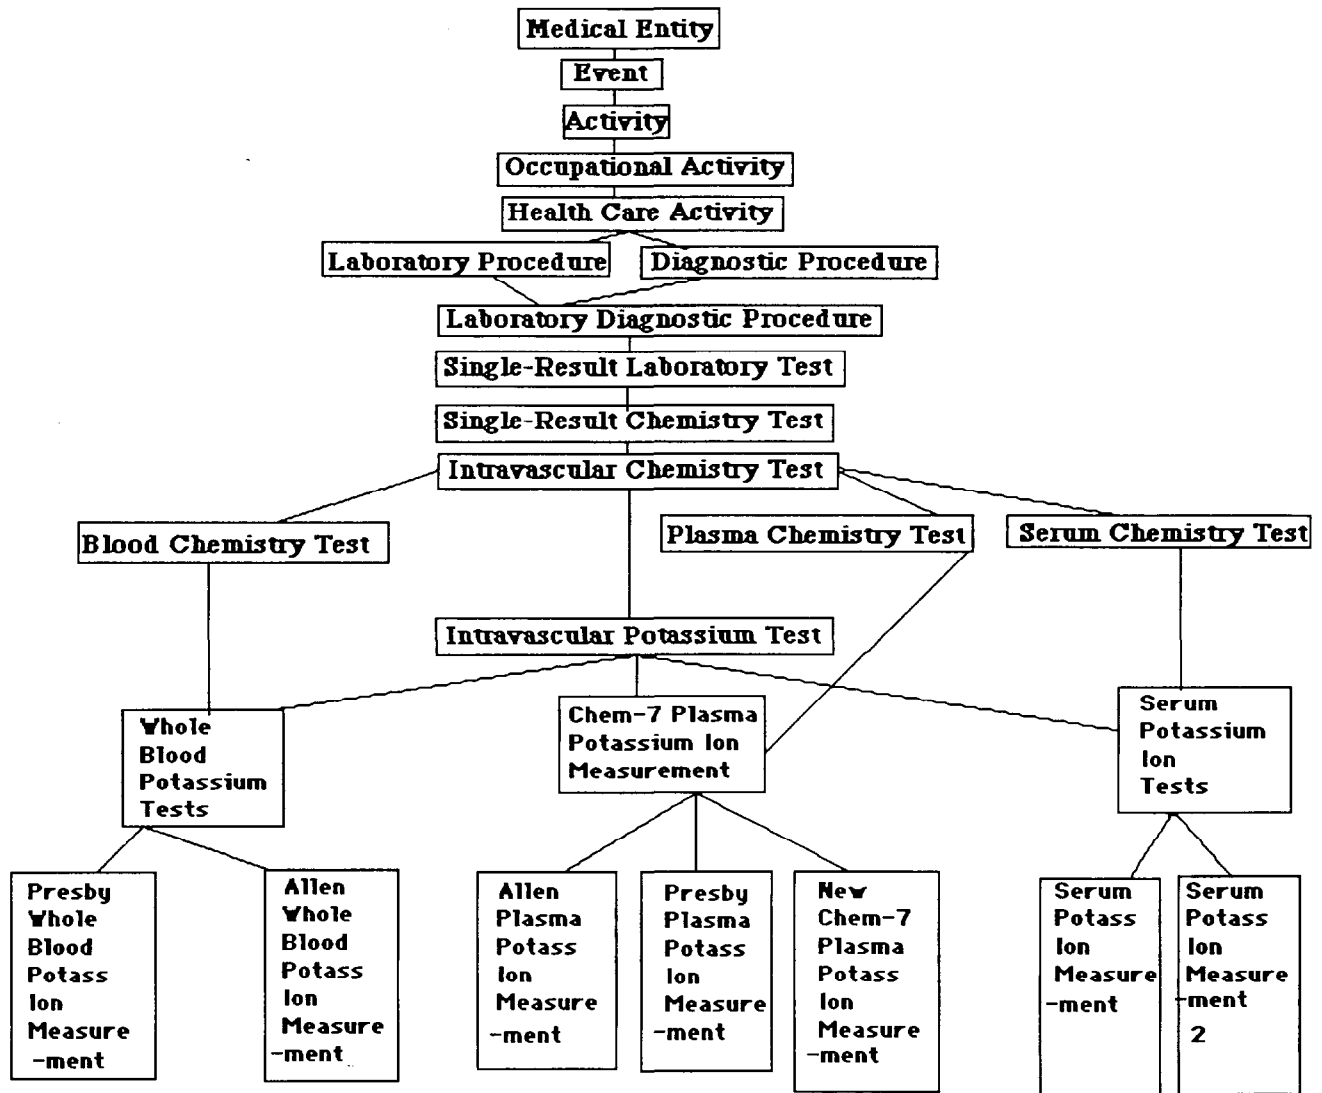 Medical Entity
Event
Activity
Occupational Activity
Health Care Activity
Laboratory Procedure
Diagnostic Procedure
Laboratory Diagnostic Procedure
Single-Result Laboratory Test
Single-Result Chemistry Test
Intravascular Chemistry Test
Blood Chemistry Test
Plasma Chemistry Test
Serum Chemistry Test
Intravascular Potassium Test
Whole
Blood
Potassium
Tests
Chem-7 Plasma
Potassium Ion
Measurement
Serum
Potassium
Ion
Tests
Presby
Whole
Blood
Potass
Ion
Measure
-ment
Allen
Whole
Blood
Potass
Ion
Measure
-ment
Allen
Plasma
Potass
Ion
Measure
-ment
Presby
Plasma
Potass
Ion
Measure
-ment
New
Chem-7
Plasma
Potass
Ion
Measure
-ment
Serum
Potass
Ion
Measure
-ment
Serum
Potass
Ion
Measure
-ment
2